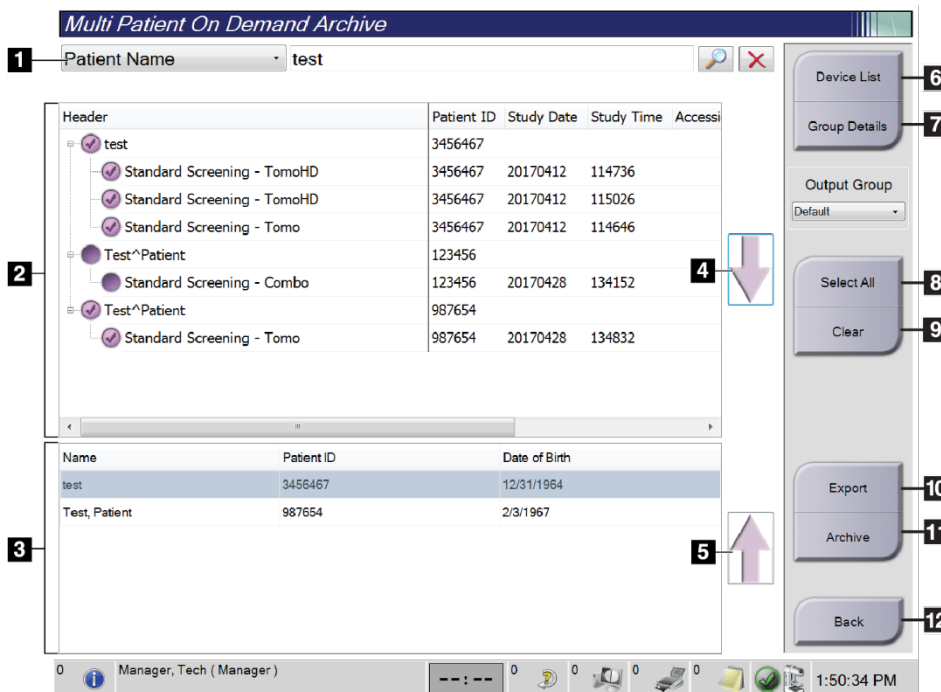 Multi Patient On Demand Archive
1 Patient Name test
Device List 6
Header Patient ID Study Date Study Time Accessi
Group Details 7
test 3456467
Standard Screening - TomoHD 3456467 20170412 114736
Output Group
Standard Screening - TomoHD 3456467 20170412 115026
Default
Standard Screening - Tomo 3456467 20170412 114646
Test^Patient 123456
2 Standard Screening - Combo 123456 20170428 134152 4
Select All 8
Test^Patient 987654
Clear 9
Standard Screening - Tomo 987654 20170428 134832
Name Patient ID Date of Birth
test 3456467 12/31/1964
Export 10
Test, Patient 987654 2/3/1967
Archive 11
3 5
Back 12
0 Manager, Tech ( Manager ) --:-- 0 0 0 0 1:50:34 PM